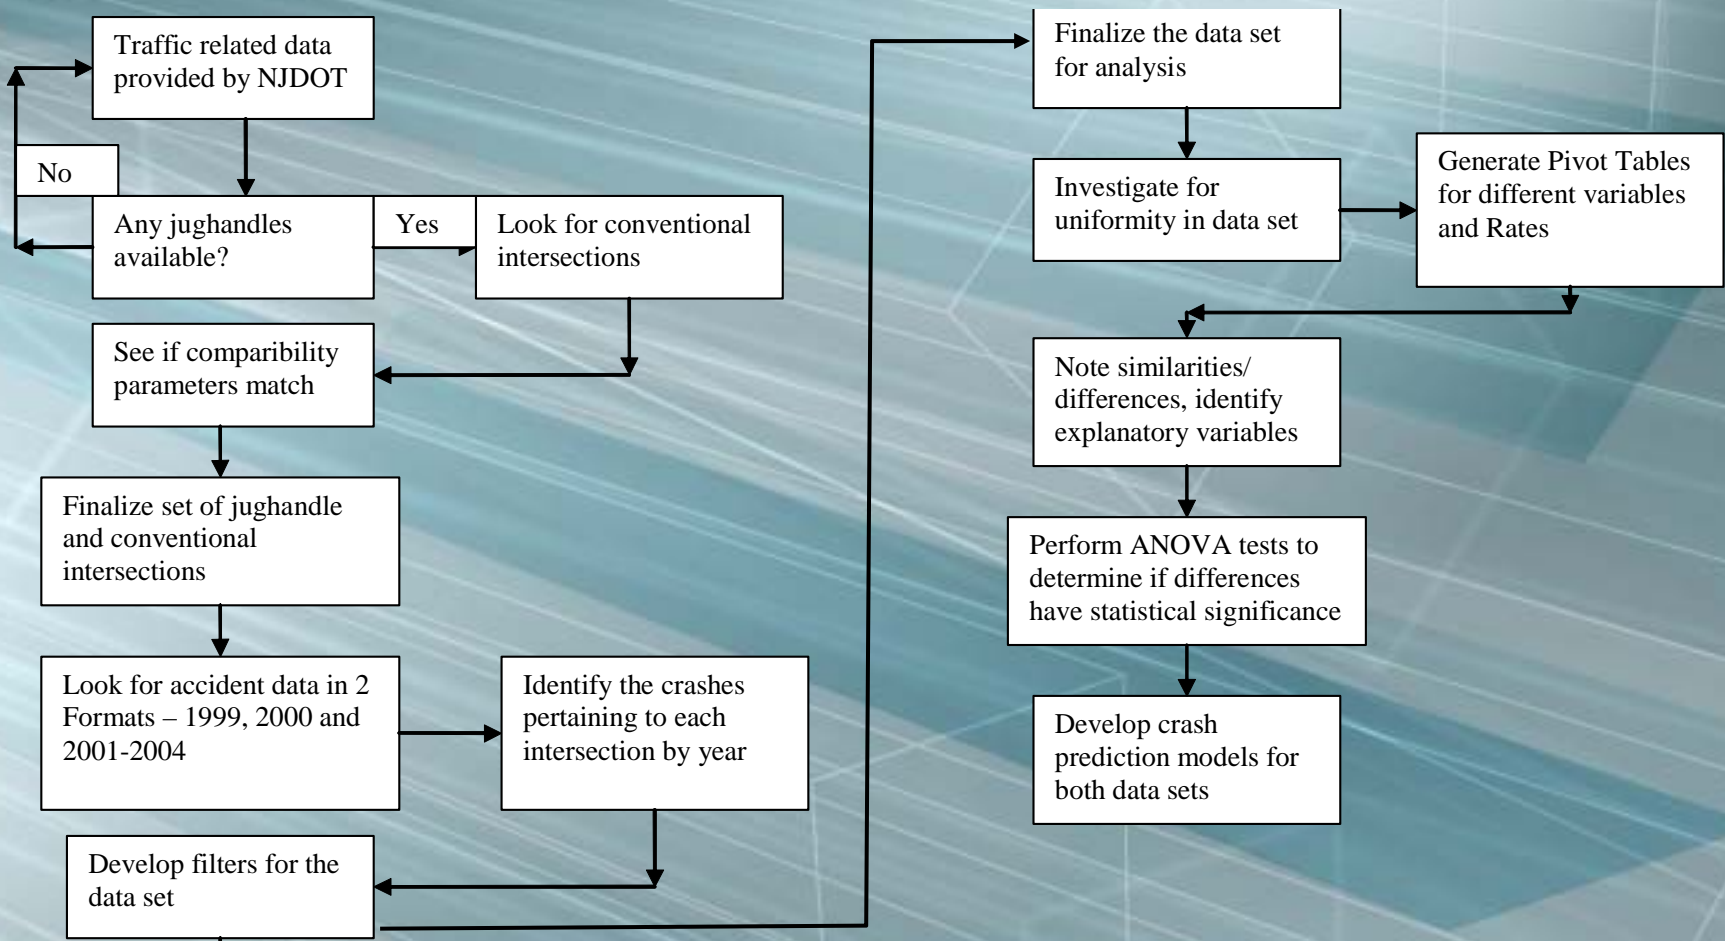 Traffic related data
provided by NJDOT
No
Any jughandles
available?
Yes
Look for conventional
intersections
See if comparibility
parameters match
Finalize set of jughandle
and conventional
intersections
Look for accident data in 2
Formats – 1999, 2000 and
2001-2004
Identify the crashes
pertaining to each
intersection by year
Develop filters for the
data set
Finalize the data set
for analysis
Investigate for
uniformity in data set
Generate Pivot Tables
for different variables
and Rates
Note similarities/
differences, identify
explanatory variables
Perform ANOVA tests to
determine if differences
have statistical significance
Develop crash
prediction models for
both data sets